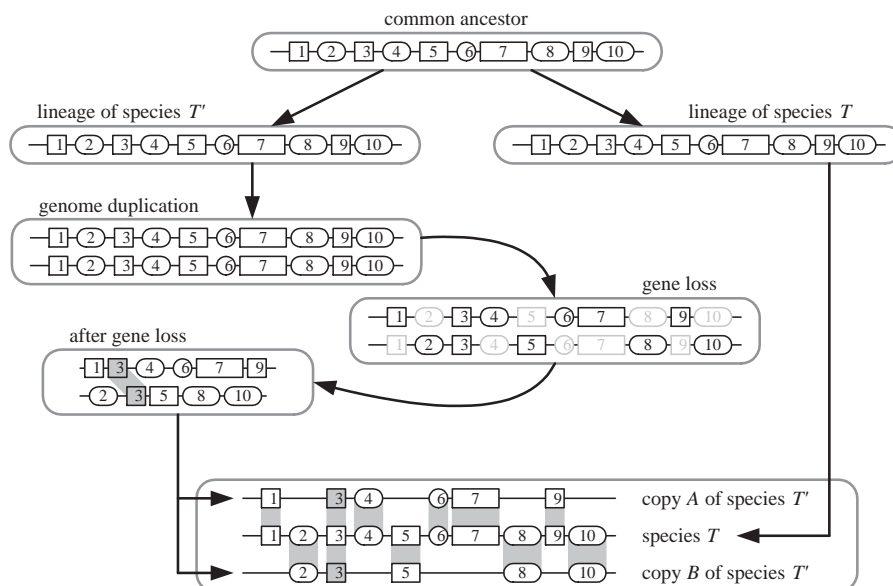 common ancestor
1 2 3 4 5 6 7 8 9 10
lineage of species T' lineage of species T
1 2 3 4 5 6 7 8 9 10 1 2 3 4 5 6 7 8 9 10
genome duplication
1 2 3 4 5 6 7 8 9 10
1 2 3 4 5 6 7 8 9 10
gene loss
1 2 3 4 5 6 7 8 9 10
1 2 3 4 5 6 7 8 9 10
after gene loss
1 3 4 6 7 9
2 3 5 8 10
1 3 4 6 7 9 copy A of species T'
1 2 3 4 5 6 7 8 9 10 species T
2 3 5 8 10 copy B of species T'